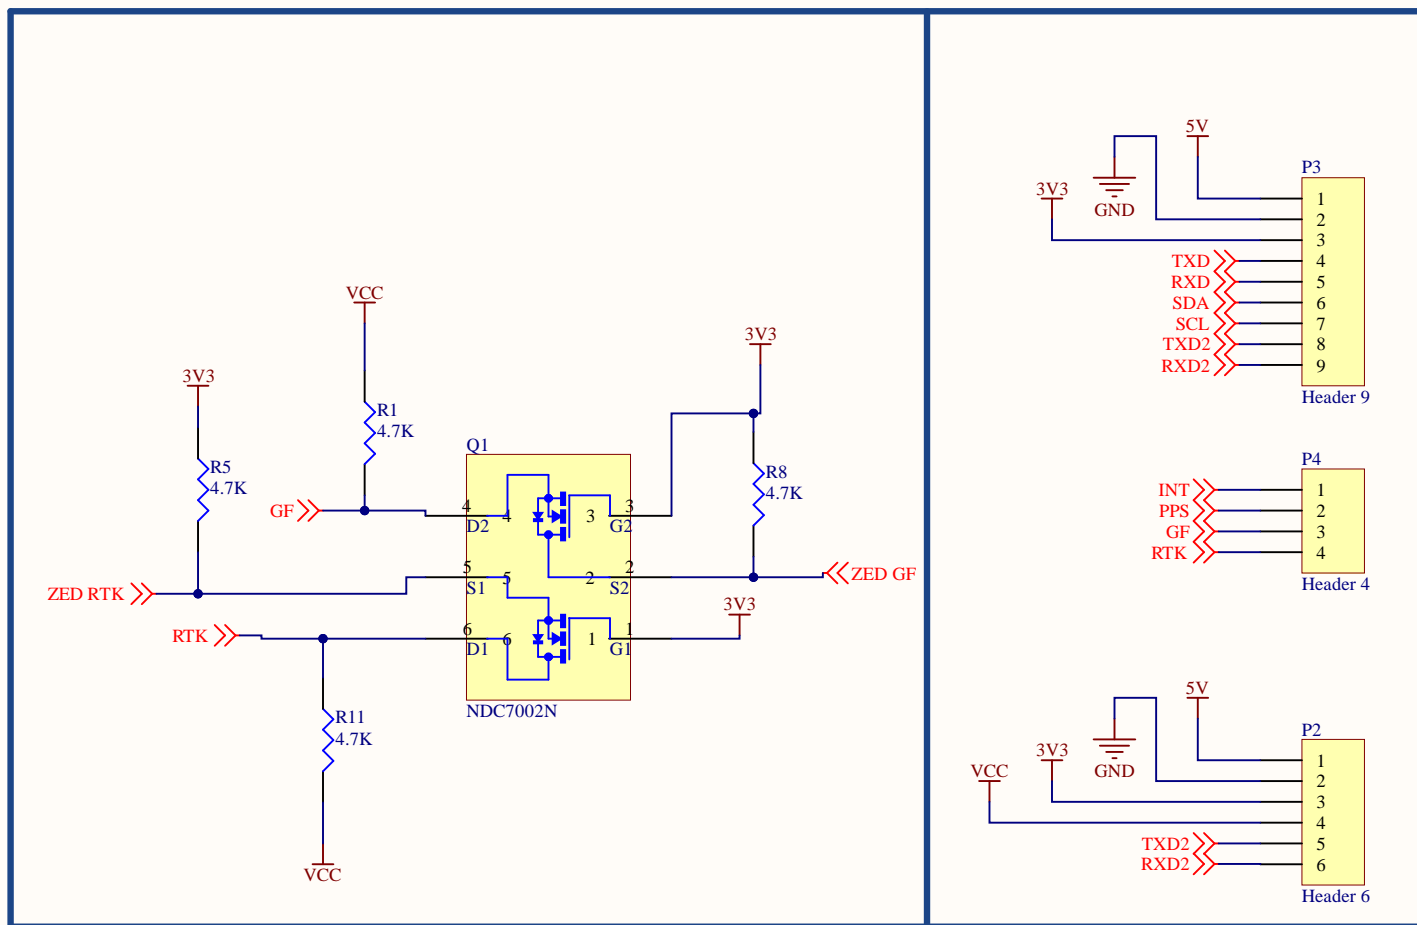 VCC
3V3
3V3
R1
4.7K
R5
4.7K
R8
4.7K
Q1
GF
4
D2
4
3
3
G2
5
S1
5
2
2
S2
ZED GF
ZED RTK
3V3
RTK
6
D1
6
1
1
G1
NDC7002N
R11
4.7K
VCC
5V
P3
3V3
GND
1
2
3
TXD 4
RXD 5
SDA 6
SCL 7
TXD2 8
RXD2 9
Header 9
P4
INT 1
PPS 2
GF 3
RTK 4
Header 4
5V
P2
3V3
GND
VCC
1
2
3
4
TXD2 5
RXD2 6
Header 6